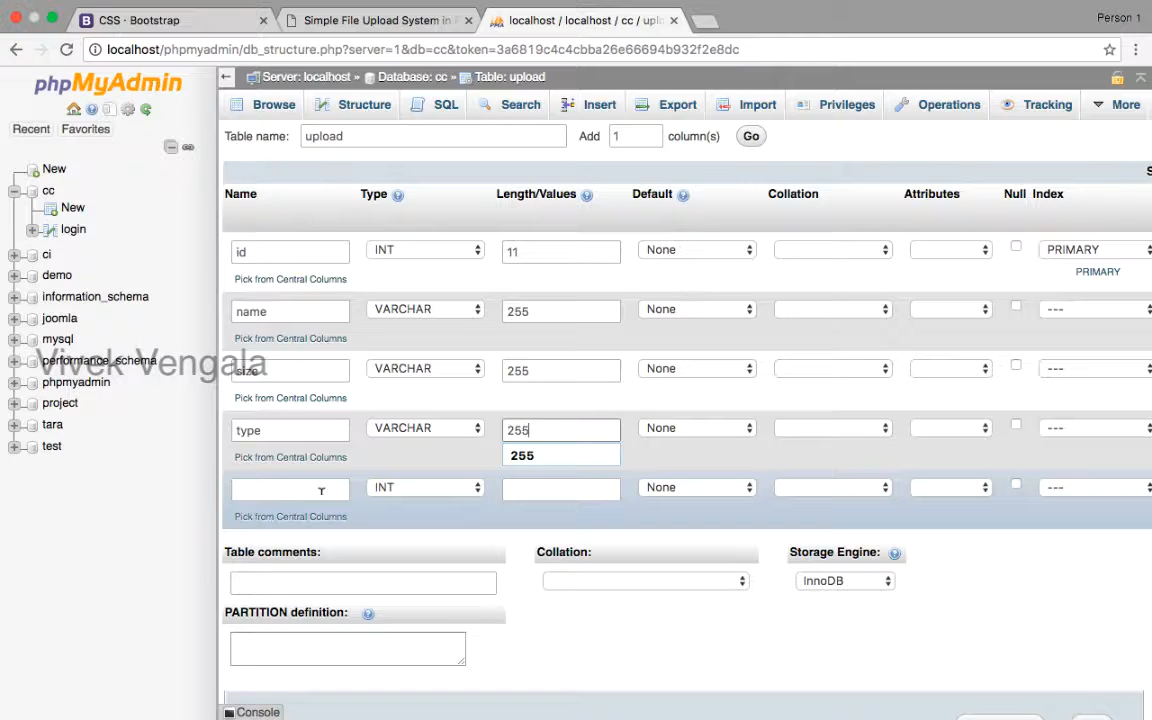 CSS · Bootstrap
Simple File Upload System in
localhost / localhost / cc / uplo
Person 1
localhost/phpmyadmin/db_structure.php?server=1&db=cc&token=3a6819c4c4cbba26e66694b932f2e8dc
phpMyAdmin
Recent
Favorites
New
cc
New
login
ci
demo
information_schema
joomla
mysql
performance_schema
phpmyadmin
project
tara
test
Vivek Vengala
Server: localhost » Database: cc » Table: upload
Browse
Structure
SQL
Search
Insert
Export
Import
Privileges
Operations
Tracking
More
Table name:
upload
Add
1
column(s)
Go
S
Name
Type
Length/Values
Default
Collation
Attributes
Null
Index
id
INT
11
None
PRIMARY
Pick from Central Columns
PRIMARY
name
VARCHAR
255
None
---
Pick from Central Columns
size
VARCHAR
255
None
---
Pick from Central Columns
type
VARCHAR
255
None
---
255
Pick from Central Columns
INT
None
---
Pick from Central Columns
Table comments:
Collation:
Storage Engine:
InnoDB
PARTITION definition:
Console